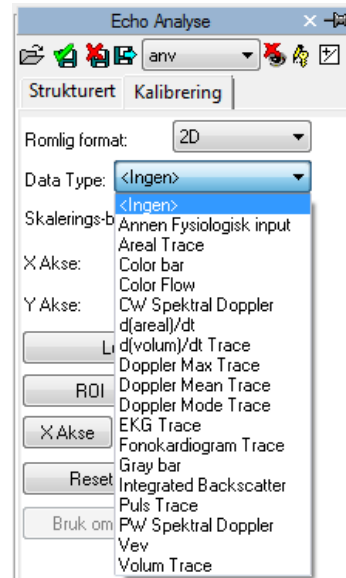 Echo Analyse
anv
Strukturert Kalibrering
Romlig format: 2D
Data Type: <Ingen>
<Ingen>
Skalerings-b
Annen Fysiologisk input
Areal Trace
X Akse:
Color bar
Color Flow
CW Spektral Doppler
Y Akse:
d(areal)/dt
d(volum)/dt Trace
Doppler Max Trace
Doppler Mean Trace
ROI
Doppler Mode Trace
EKG Trace
X Akse
Fonokardiogram Trace
Gray bar
Reset
Integrated Backscatter
Puls Trace
Bruk om
PW Spektral Doppler
Vev
Volum Trace